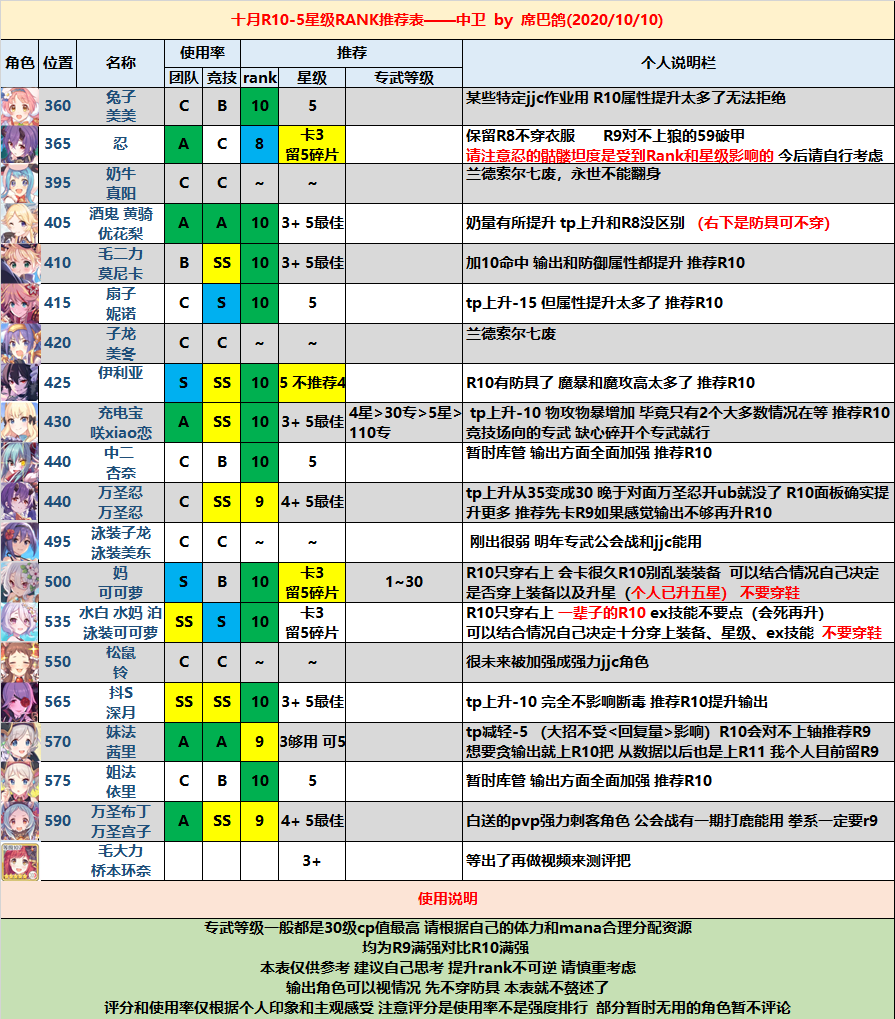 十月R10-5星级RANK推荐表——中卫 by 席巴鸽(2020/10/10)
角色 位置 名称 使用率 推荐 个人说明栏
团队 竞技 rank 星级 专武等级
360 兔子 美美 C B 10 5 某些特定jjc作业用 R10属性提升太多了无法拒绝
365 忍 A C 8 卡3 留5碎片 保留R8不穿衣服 R9对不上狼的59破甲
请注意忍的骷髅坦度是受到Rank和星级影响的 今后请自行考虑
395 奶牛 真阳 C C ~ ~ 兰德索尔七废，永世不能翻身
405 酒鬼 黄骑 优花梨 A A 10 3+ 5最佳 奶量有所提升 tp上升和R8没区别 （右下是防具可不穿）
410 毛二力 莫尼卡 B SS 10 3+ 5最佳 加10命中 输出和防御属性都提升 推荐R10
415 扇子 妮诺 C S 10 5 tp上升-15 但属性提升太多了 推荐R10
420 子龙 美冬 C C ~ ~ 兰德索尔七废
425 伊利亚 S SS 10 5 不推荐4 R10有防具了 魔暴和魔攻高太多了 推荐R10
430 充电宝 咲xiao恋 A SS 10 3+ 5最佳 4星>30专>5星>110专 tp上升-10 物攻物暴增加 毕竟只有2个大多数情况在等 推荐R10
竞技场向的专武 缺心碎开个专武就行
440 中二 杏奈 C B 10 5 暂时库管 输出方面全面加强 推荐R10
440 万圣忍 万圣忍 C SS 9 4+ 5最佳 tp上升从35变成30 晚于对面万圣忍开ub就没了 R10面板确实提
升更多 推荐先卡R9如果感觉输出不够再升R10
495 泳装子龙 泳装美东 C C ~ ~ 刚出很弱 明年专武公会战和jjc能用
500 妈 可可萝 S B 10 卡3 留5碎片 1~30 R10只穿右上 会卡很久R10别乱装装备 可以结合情况自己决定
是否穿上装备以及升星（个人已升五星） 不要穿鞋
535 水白 水妈 泊 泳装可可萝 SS S 10 卡3 留5碎片 R10只穿右上 一辈子的R10 ex技能不要点（会死再升）
可以结合情况自己决定十分穿上装备、星级、ex技能 不要穿鞋
550 松鼠 铃 C C ~ ~ 很未来被加强成强力jjc角色
565 抖S 深月 SS SS 10 3+ 5最佳 tp上升-10 完全不影响断毒 推荐R10提升输出
570 妹法 茜里 A A 9 3够用 可5 tp减轻-5 （大招不受<回复量>影响）R10会对不上轴推荐R9
想要贪输出就上R10把 从数据以后也是上R11 我个人目前留R9
575 姐法 依里 C B 10 5 暂时库管 输出方面全面加强 推荐R10
590 万圣布丁 万圣宫子 A SS 9 4+ 5最佳 白送的pvp强力刺客角色 公会战有一期打鹿能用 拳系一定要r9
毛大力 桥本环奈 3+ 等出了再做视频来测评把
使用说明
专武等级一般都是30级cp值最高 请根据自己的体力和mana合理分配资源
均为R9满强对比R10满强
本表仅供参考 建议自己思考 提升rank不可逆 请慎重考虑
输出角色可以视情况 先不穿防具 本表就不赘述了
评分和使用率仅根据个人印象和主观感受 注意评分是使用率不是强度排行 部分暂时无用的角色暂不评论